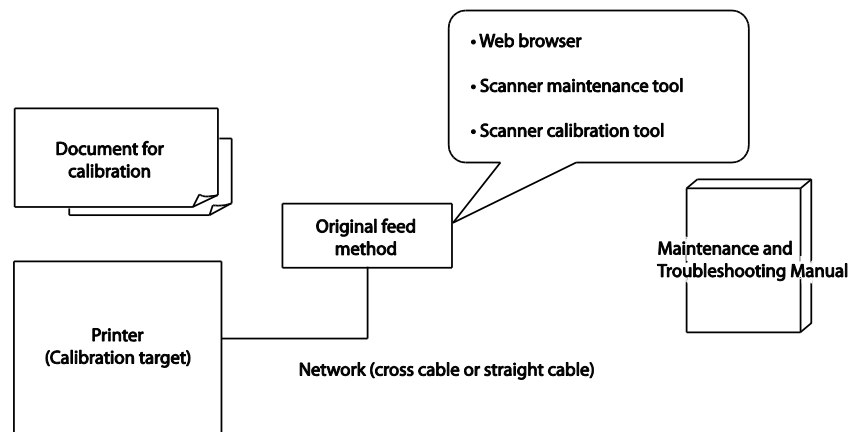 • Web browser
• Scanner maintenance tool
• Scanner calibration tool
Document for
calibration
Original feed
method
Maintenance and
Troubleshooting Manual
Printer
(Calibration target)
Network (cross cable or straight cable)